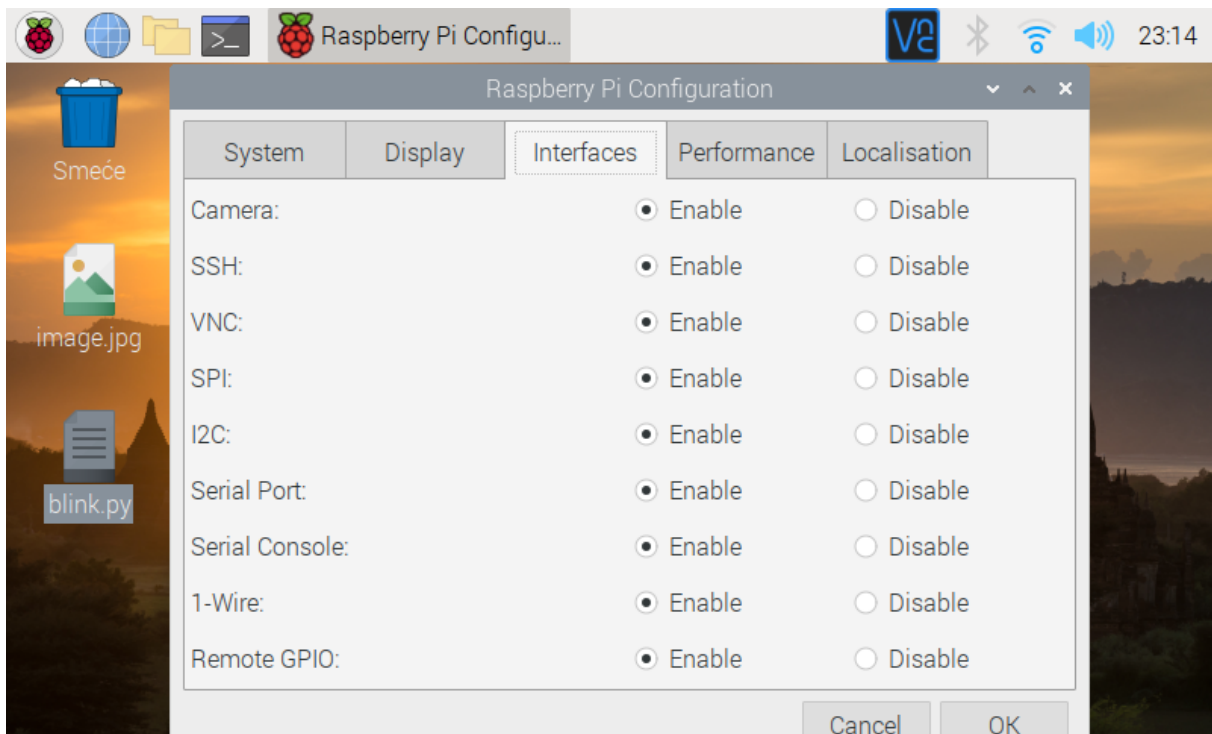 >_ Raspberry Pi Configu... V2 23:14
Raspberry Pi Configuration
System Display Interfaces Performance Localisation
Smeće
image.jpg
blink.py
Camera: Enable Disable
SSH: Enable Disable
VNC: Enable Disable
SPI: Enable Disable
I2C: Enable Disable
Serial Port: Enable Disable
Serial Console: Enable Disable
1-Wire: Enable Disable
Remote GPIO: Enable Disable
Cancel OK